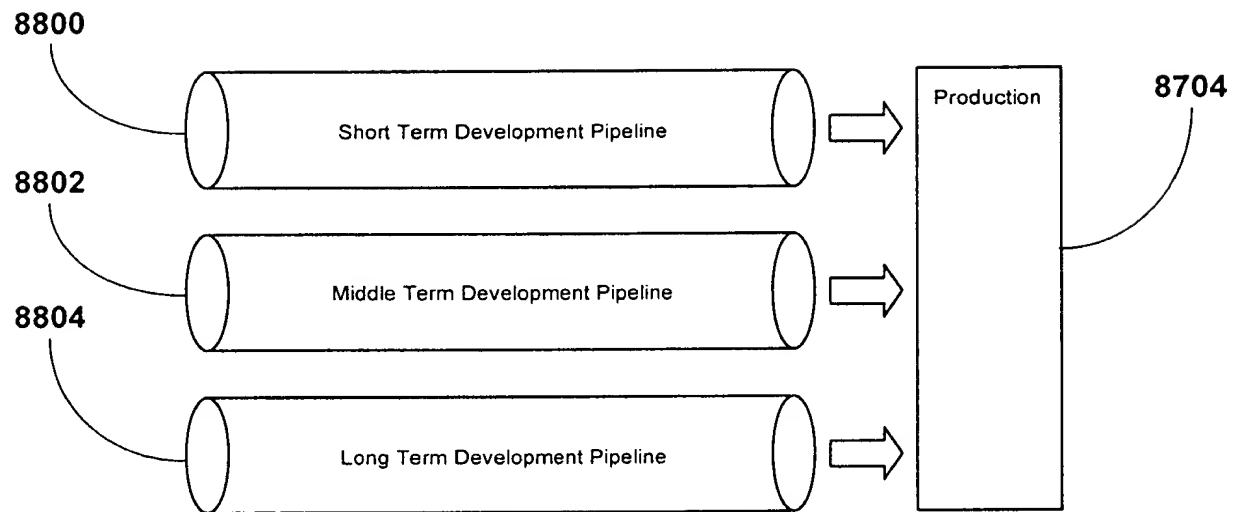 8800
Short Term Development Pipeline
Production
8704
8802
Middle Term Development Pipeline
8804
Long Term Development Pipeline